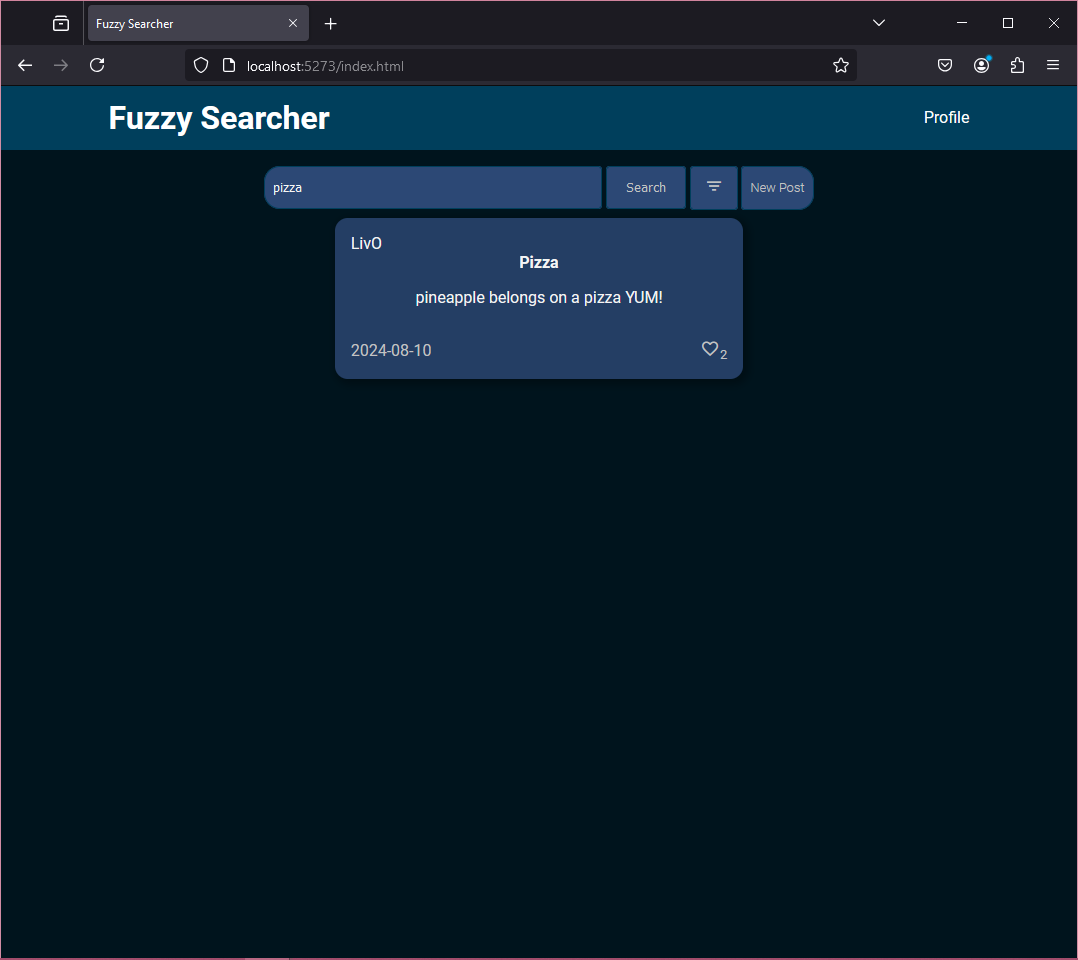 Fuzzy Searcher
localhost:5273/index.html
Fuzzy Searcher
Profile
pizza
Search
New Post
LivO
Pizza
pineapple belongs on a pizza YUM!
2024-08-10
2